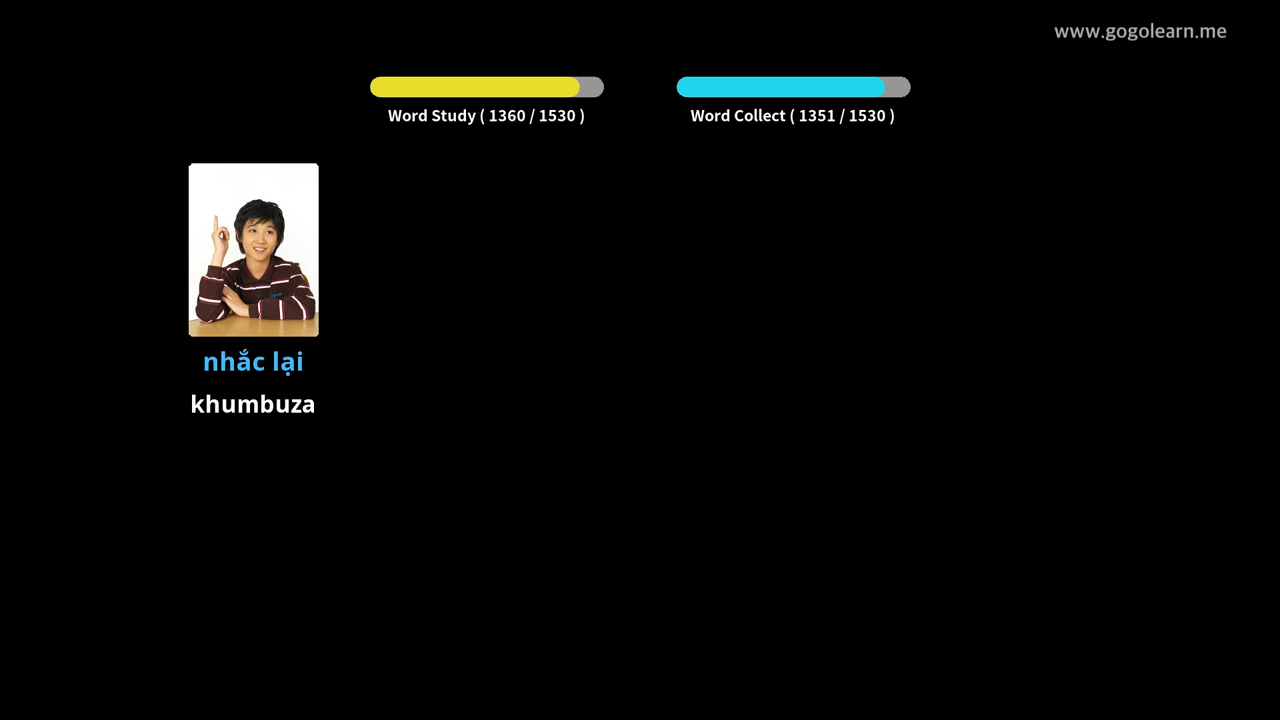 www.gogolearn.me
Word Study ( 1360 / 1530 )
Word Collect ( 1351 / 1530 )
nhắc lại
khumbuza